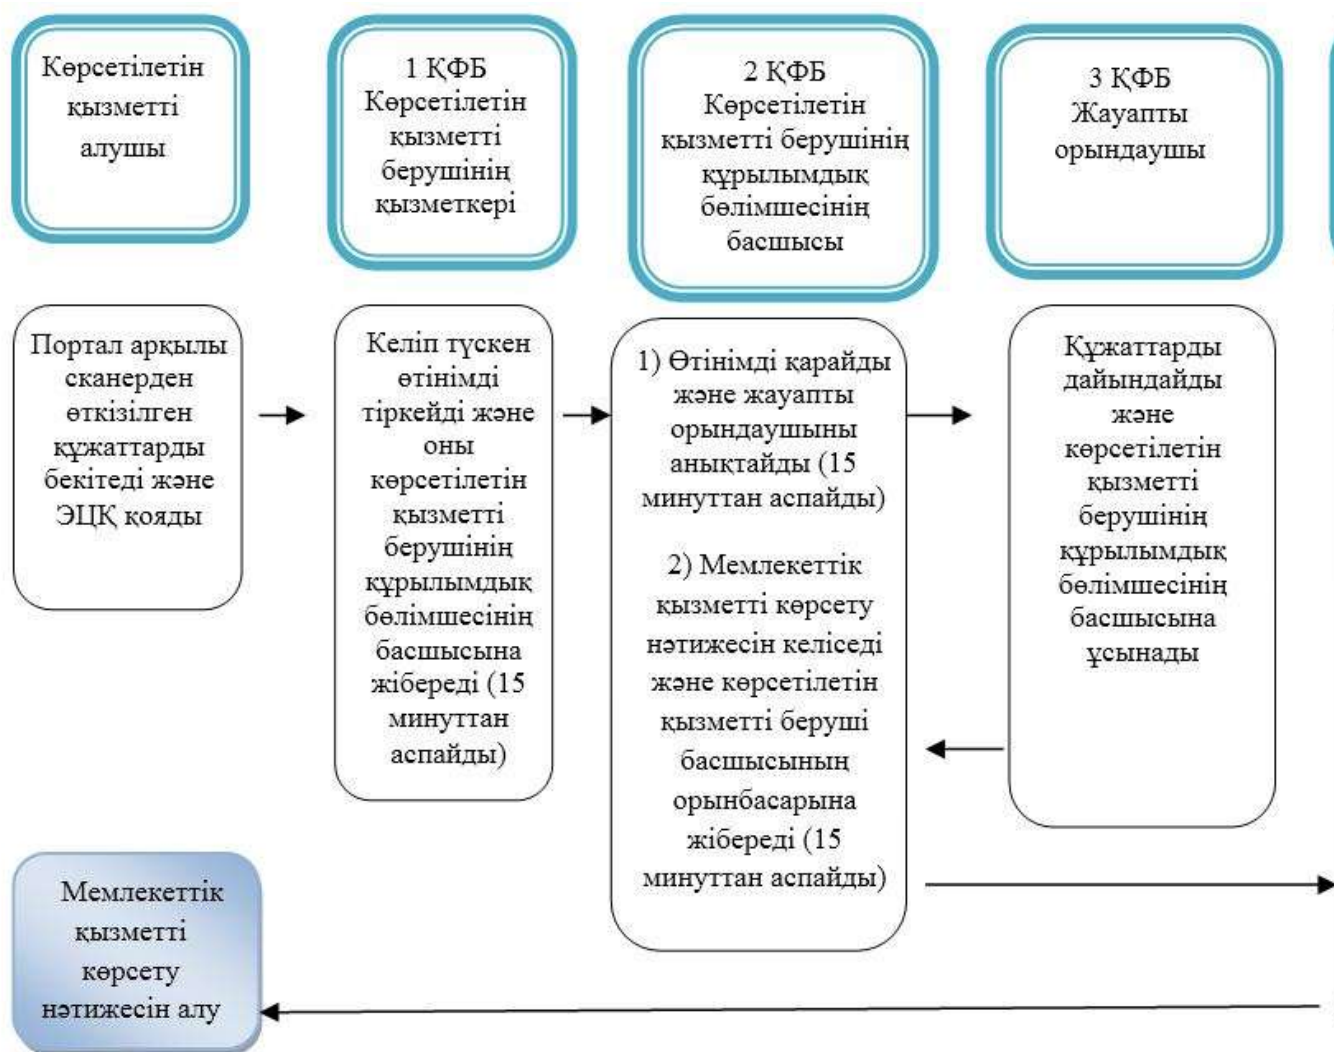 Көрсетілетін
қызметті
алушы
1 ҚФБ
Көрсетілетін
қызметті
берушінің
қызметкері
2 ҚФБ
Көрсетілетін
қызметті берушінің
құрылымдық
бөлімшесінің
басшысы
3 ҚФБ
Жауапты
орындаушы
Портал арқылы
сканерден
өткізілген
құжаттарды
бекітеді және
ЭЦҚ қояды
Келіп түскен
өтінімді
тіркейді және
оны
көрсетілетін
қызметті
берушінің
құрылымдық
бөлімшесінің
басшысына
жібереді (15
минуттан
аспайды)
1) Өтінімді қарайды
және жауапты
орындаушыны
анықтайды (15
минуттан аспайды)
2) Мемлекеттік
қызметті көрсету
нәтижесін келіседі
және көрсетілетін
қызметті беруші
басшысының
орынбасарына
жібереді (15
минуттан аспайды)
Құжаттарды
дайындайды
және
көрсетілетін
қызметті
берушінің
құрылымдық
бөлімшесінің
басшысына
ұсынады
Мемлекеттік
қызметті
көрсету
нәтижесін алу